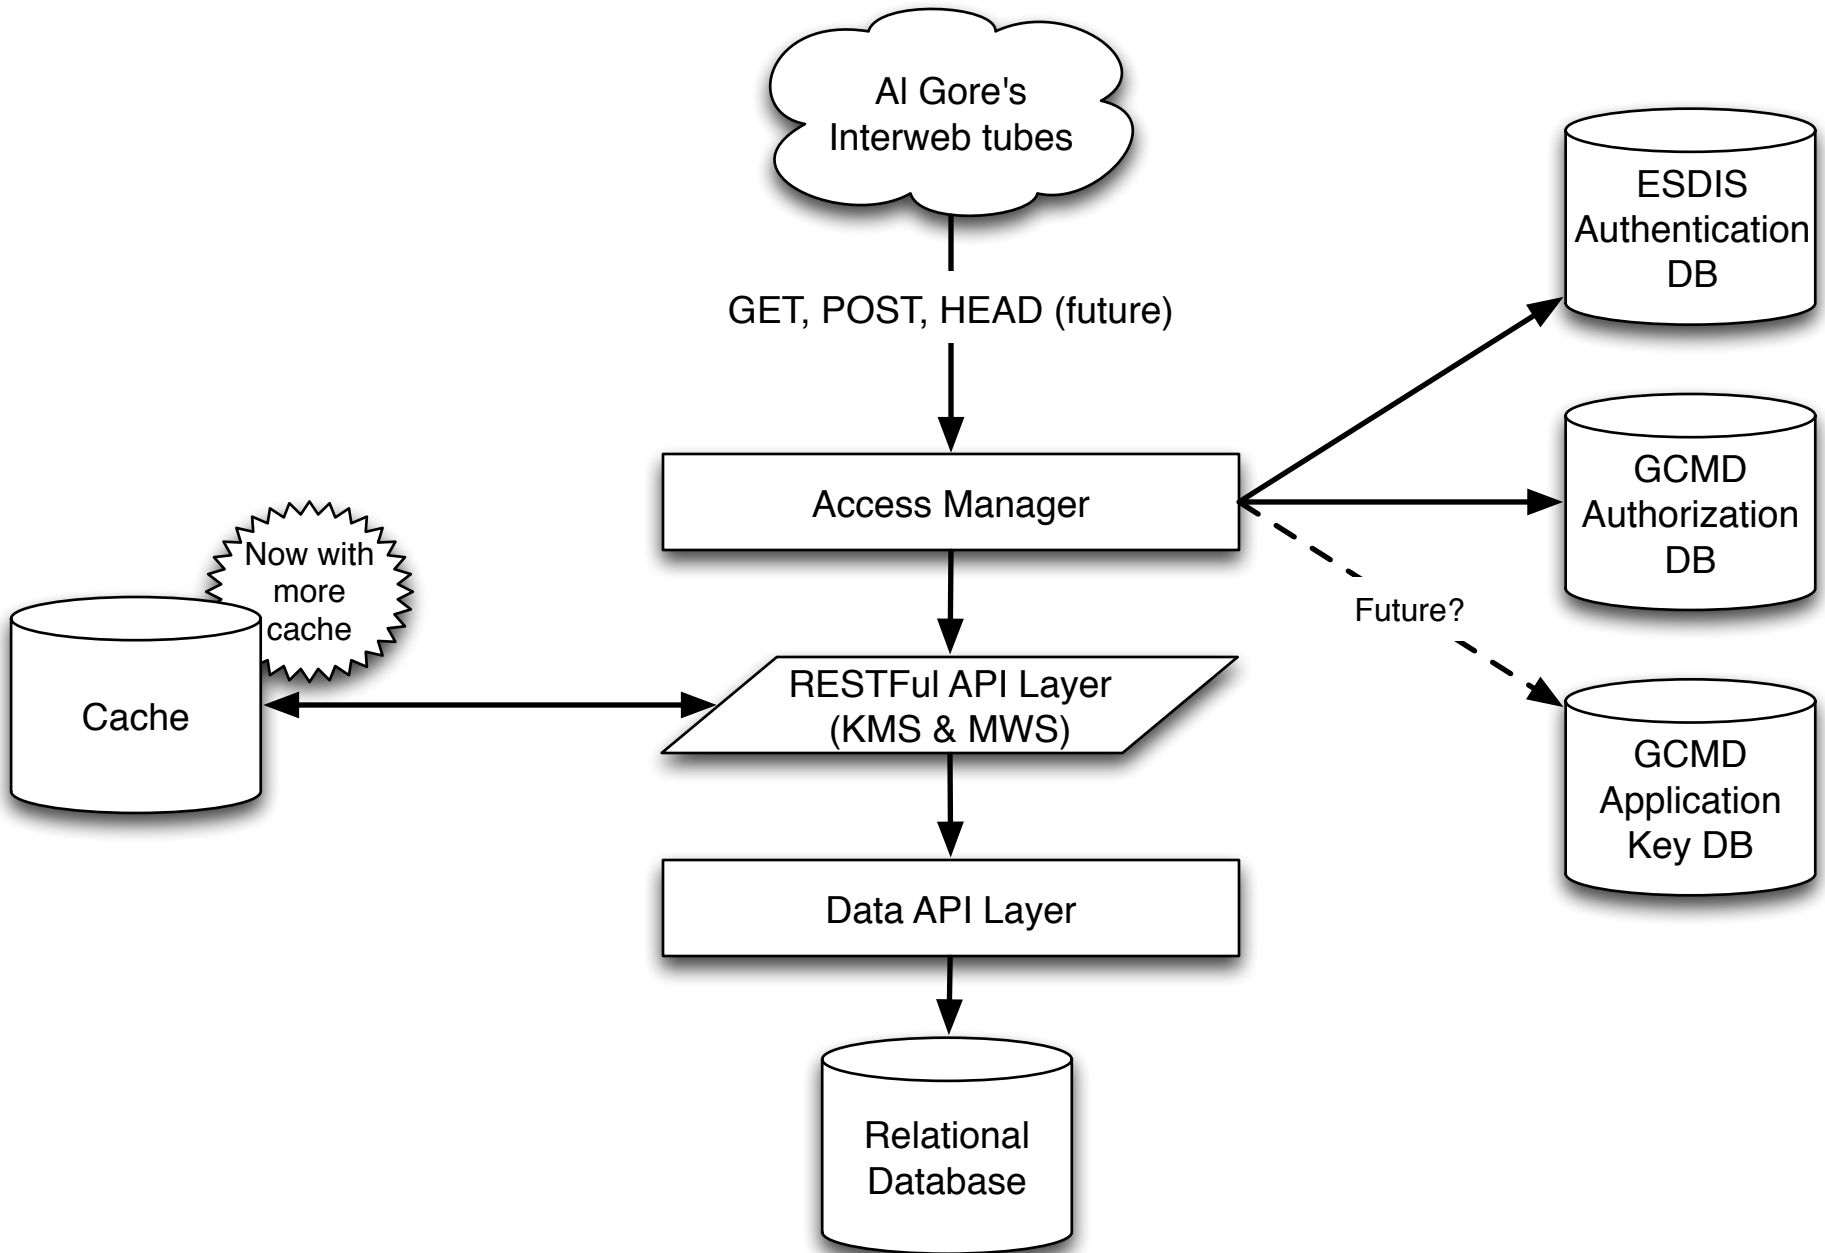 Al Gore's
Interweb tubes
ESDIS
Authentication
DB
GET, POST, HEAD (future)
Access Manager
GCMD
Authorization
DB
Now with
more
cache
Future?
Cache
RESTFul API Layer
(KMS & MWS)
GCMD
Application
Key DB
Data API Layer
Relational
Database